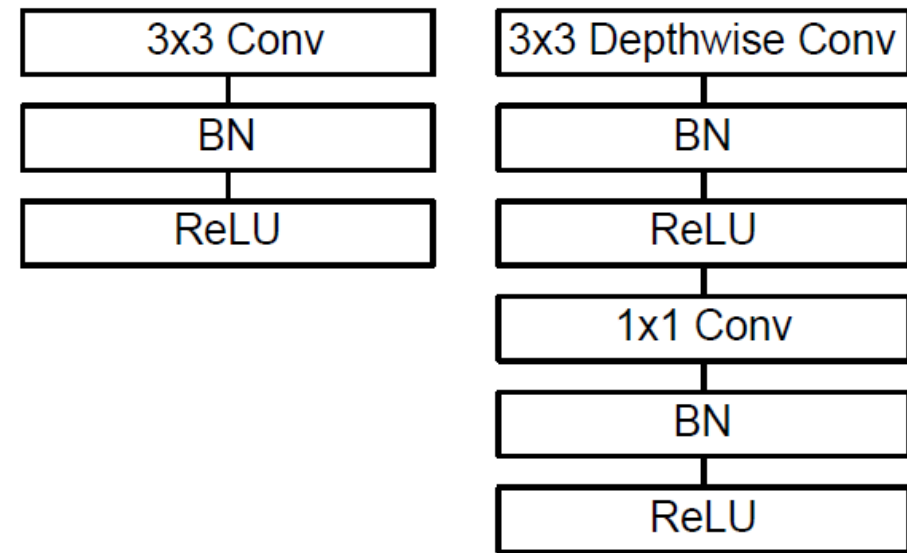 3x3 Conv
BN
ReLU
3x3 Depthwise Conv
BN
ReLU
1x1 Conv
BN
ReLU